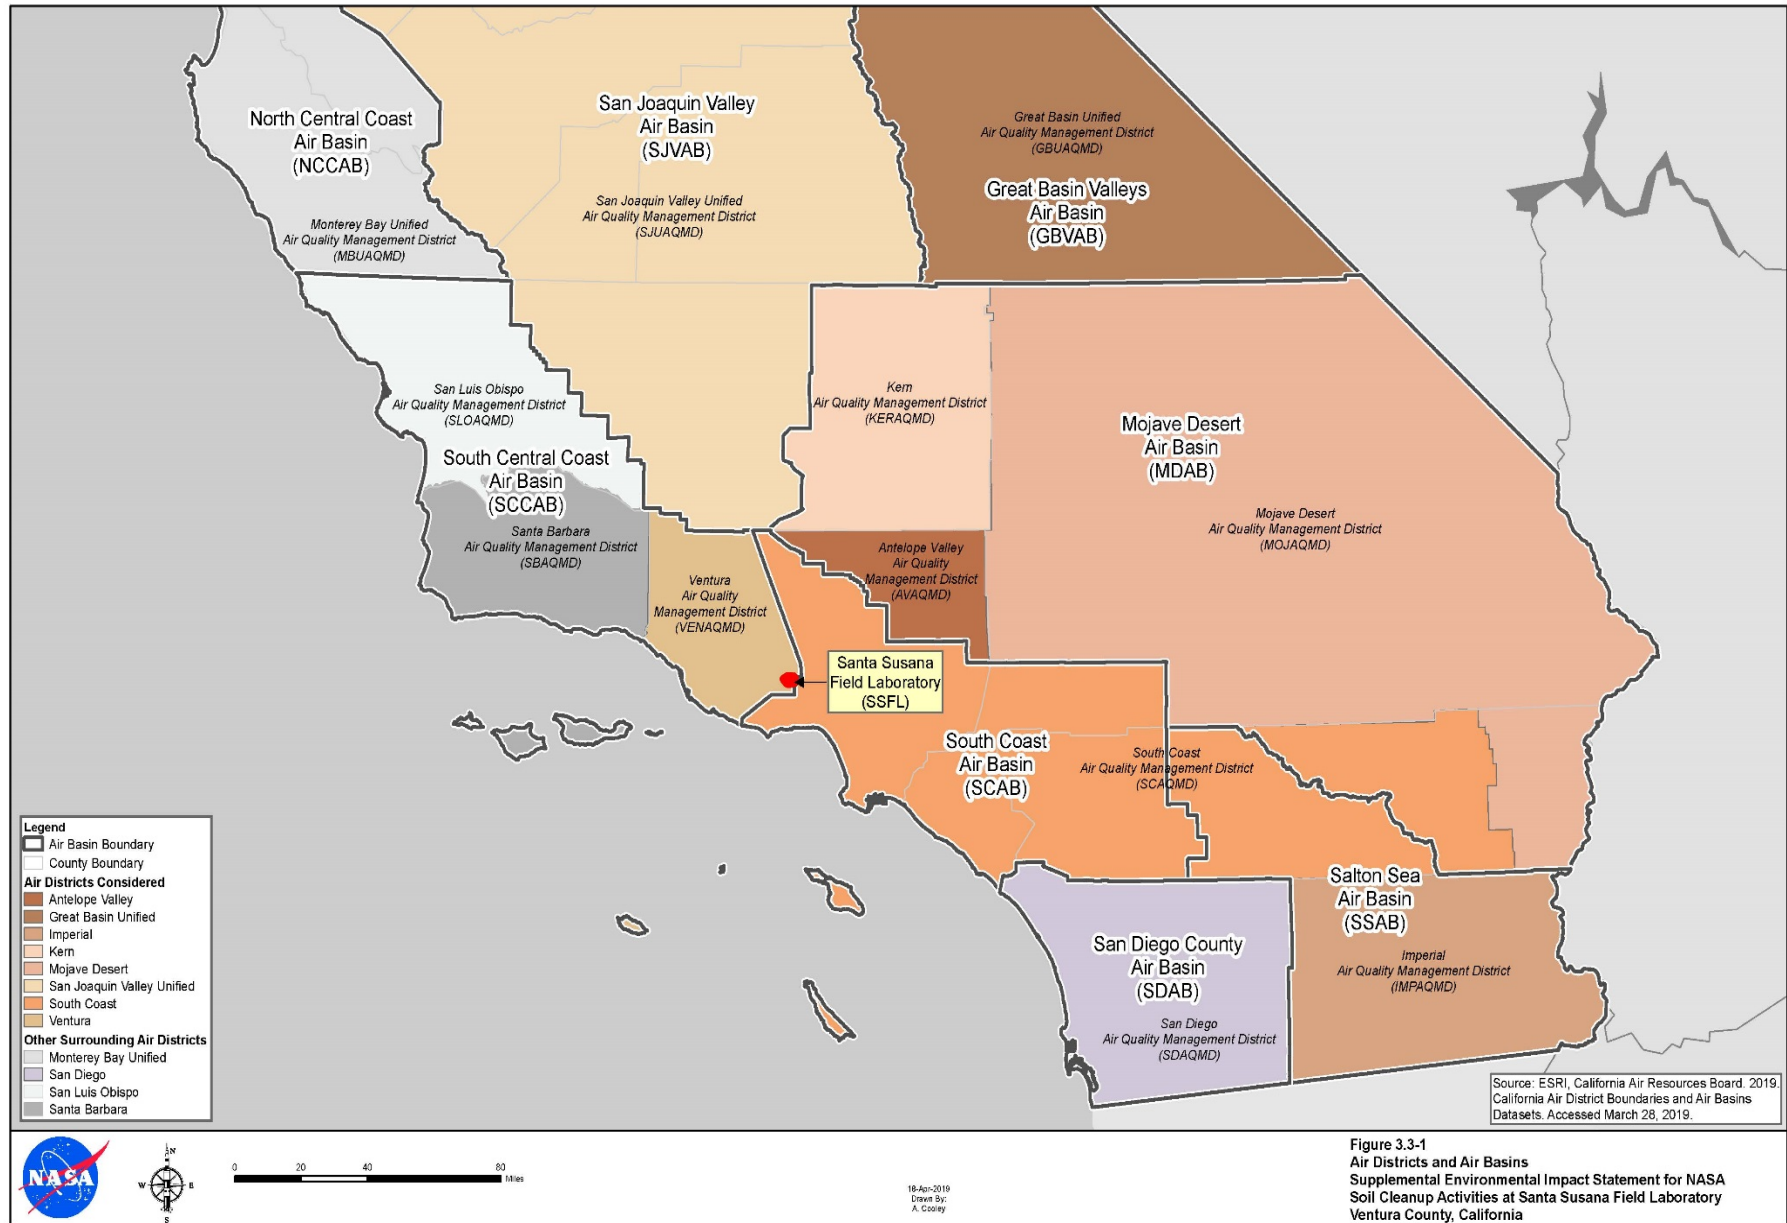 North Central Coast
Air Basin
(NCCAB)
Monterey Bay Unified
Air Quality Management District
(MBUAQMD)
San Joaquin Valley
Air Basin
(SJVAB)
San Joaquin Valley Unified
Air Quality Management District
(SJUAQMD)
Great Basin Unified
Air Quality Management District
(GBUAQMD)
Great Basin Valleys
Air Basin
(GBVAB)
San Luis Obispo
Air Quality Management District
(SLOAQMD)
South Central Coast
Air Basin
(SCCAB)
Santa Barbara
Air Quality Management District
(SBAQMD)
Kern
Air Quality Management District
(KERAQMD)
Mojave Desert
Air Basin
(MDAB)
Mojave Desert
Air Quality Management District
(MOJAQMD)
Antelope Valley
Air Quality
Management District
(AVAQMD)
Ventura
Air Quality
Management District
(VENAQMD)
Santa Susana
Field Laboratory
(SSFL)
South Coast
Air Basin
(SCAB)
South Coast
Air Quality Management District
(SCAQMD)
Salton Sea
Air Basin
(SSAB)
Imperial
Air Quality Management District
(IMPAQMD)
San Diego County
Air Basin
(SDAB)
San Diego
Air Quality Management District
(SDAQMD)
Legend
Air Basin Boundary
County Boundary
Air Districts Considered
Antelope Valley
Great Basin Unified
Imperial
Kern
Mojave Desert
San Joaquin Valley Unified
South Coast
Ventura
Other Surrounding Air Districts
Monterey Bay Unified
San Diego
San Luis Obispo
Santa Barbara
Source: ESRI, California Air Resources Board. 2019.
California Air District Boundaries and Air Basins
Datasets. Accessed March 28, 2019.
NASA
N
W E
S
0 20 40 80
Miles
18-Apr-2019
Drawn By:
A. Cooley
Figure 3.3-1
Air Districts and Air Basins
Supplemental Environmental Impact Statement for NASA
Soil Cleanup Activities at Santa Susana Field Laboratory
Ventura County, California